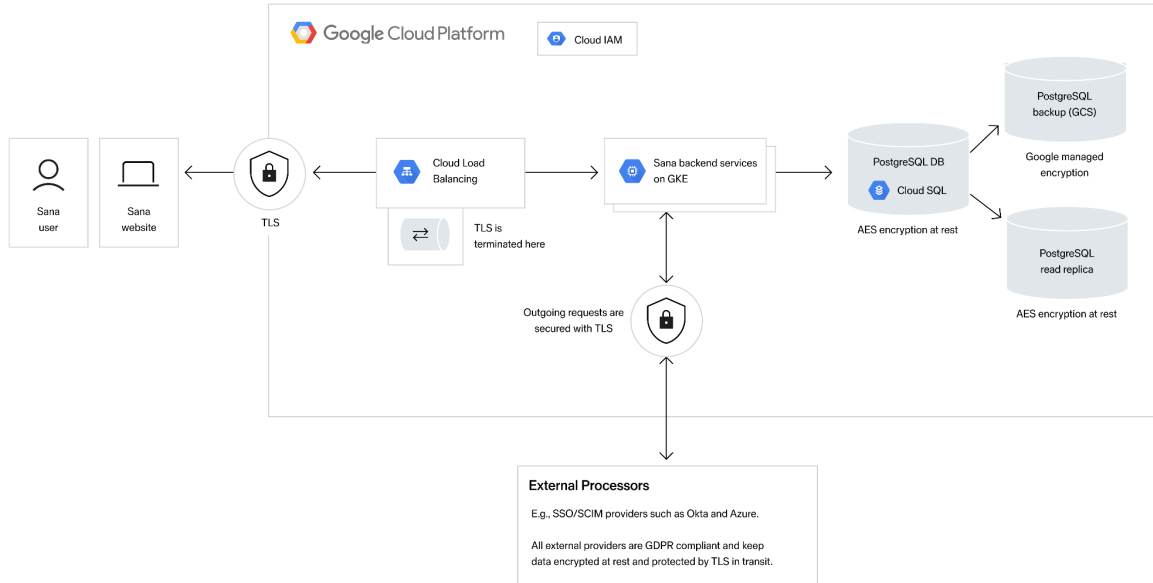 Google Cloud Platform
Cloud IAM
Sana
user
Sana
website
TLS
Cloud Load
Balancing
TLS is
terminated here
Sana backend services
on GKE
PostgreSQL DB
Cloud SQL
AES encryption at rest
PostgreSQL
backup (GCS)
Google managed
encryption
PostgreSQL
read replica
AES encryption at rest
Outgoing requests are
secured with TLS
External Processors
E.g., SSO/SCIM providers such as Okta and Azure.
All external providers are GDPR compliant and keep
data encrypted at rest and protected by TLS in transit.